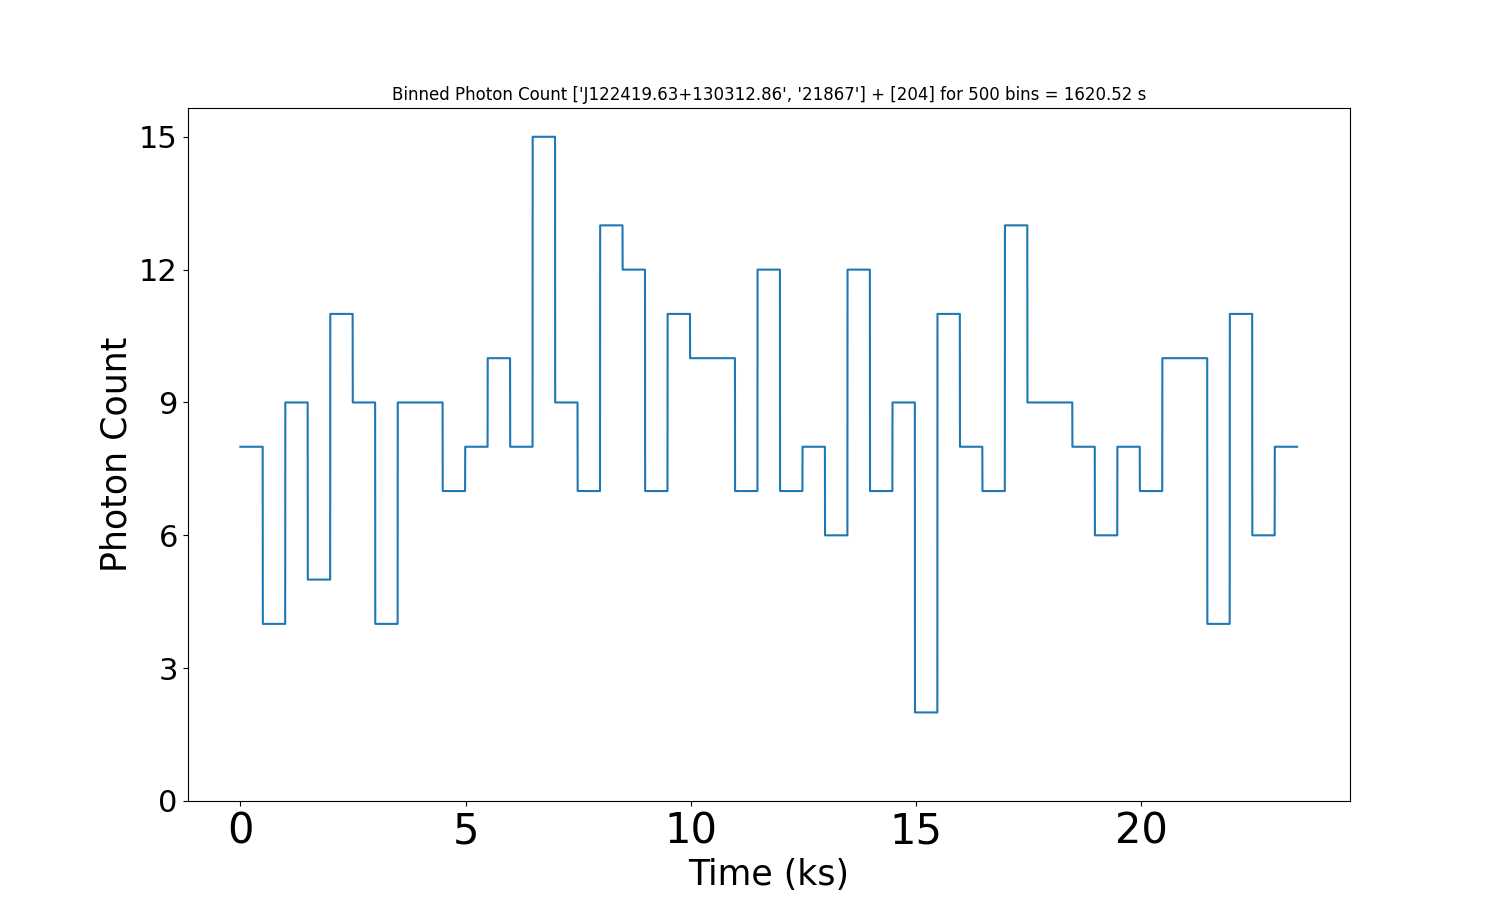 Binned Photon Count ['J122419.63+130312.86', '21867'] + [204] for 500 bins = 1620.52 s
15
12
9
6
3
0
Photon Count
0 5 10 15 20
Time (ks)